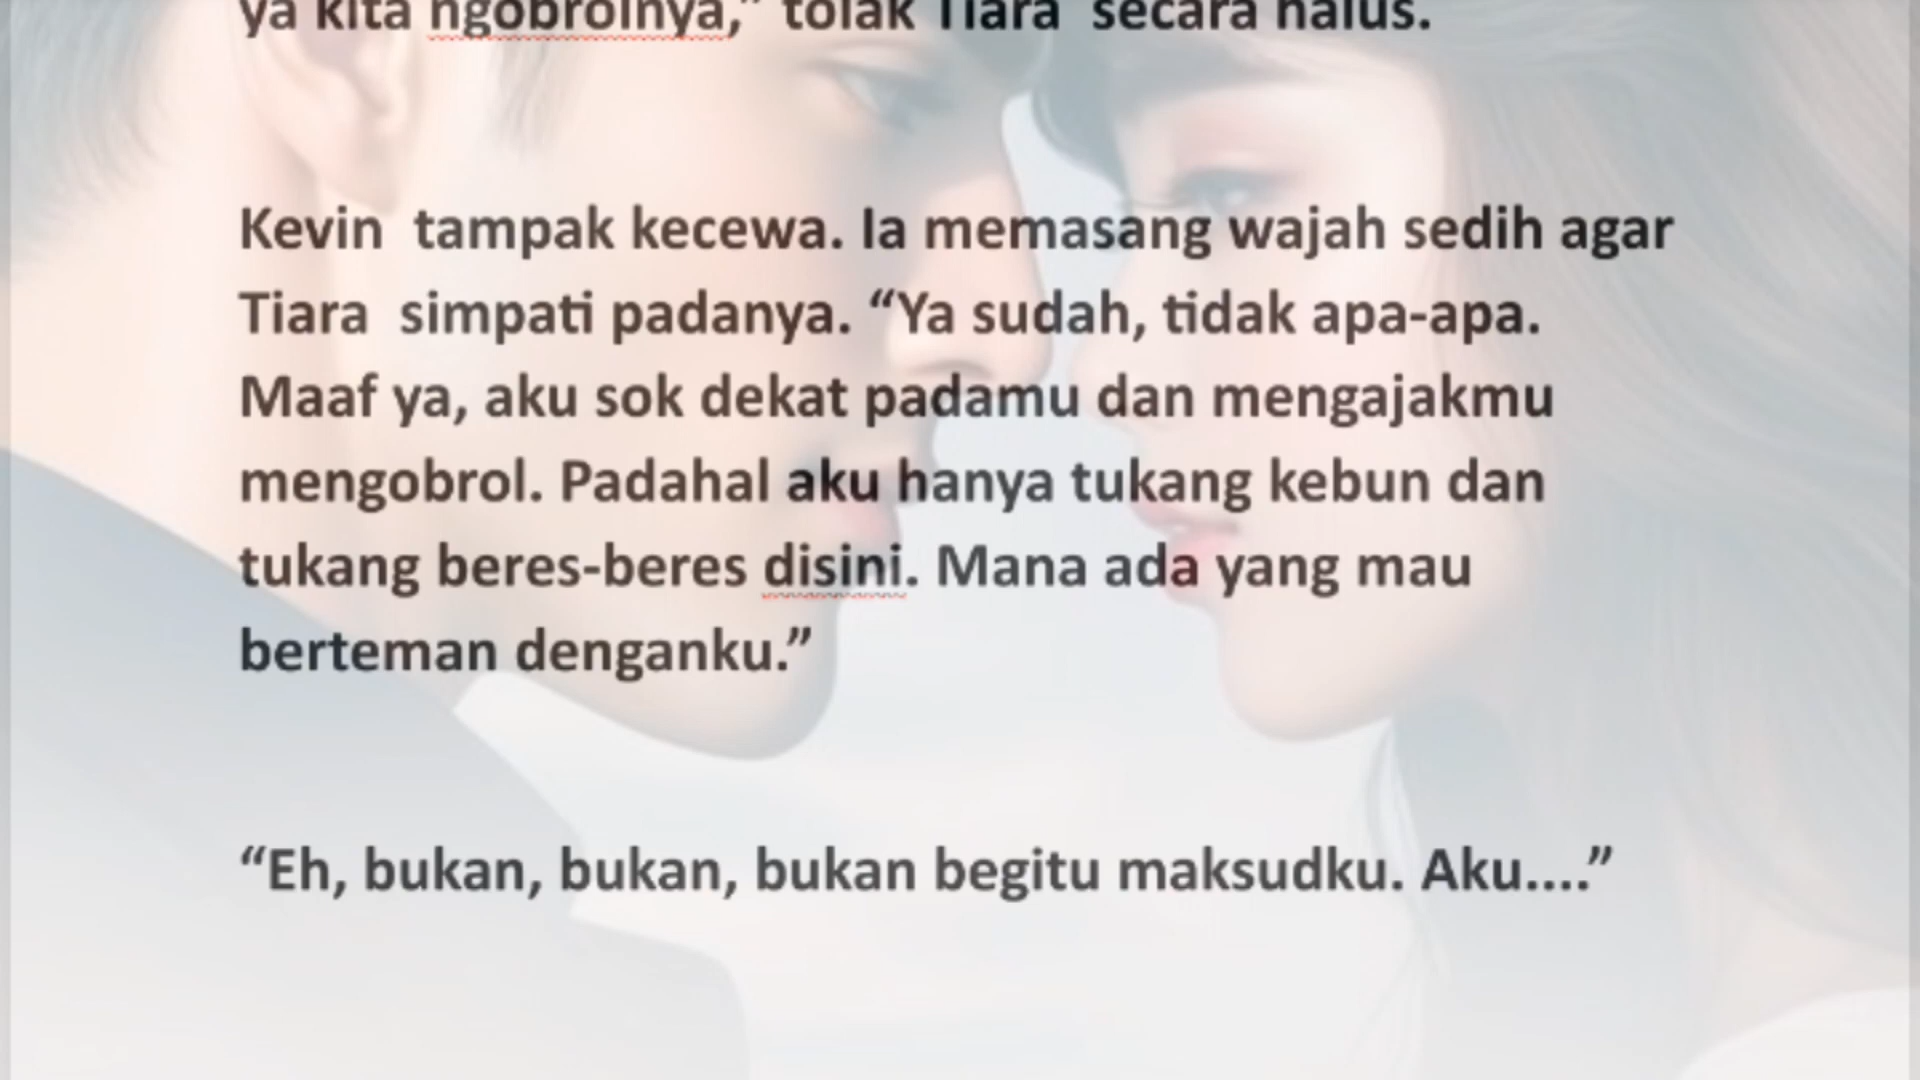 ya kita ngobrolnya,” tolak Tiara  secara halus.
Kevin  tampak kecewa. Ia memasang wajah sedih agar
Tiara  simpati padanya. “Ya sudah, tidak apa-apa.
Maaf ya, aku sok dekat padamu dan mengajakmu
mengobrol. Padahal aku hanya tukang kebun dan
tukang beres-beres disini. Mana ada yang mau
berteman denganku.”
“Eh, bukan, bukan, bukan begitu maksudku. Aku....”